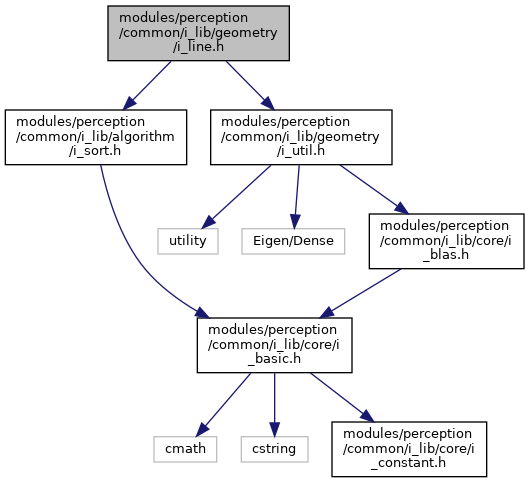 modules/perception
/common/i_lib/geometry
/i_line.h
modules/perception
/common/i_lib/algorithm
/i_sort.h
modules/perception
/common/i_lib/geometry
/i_util.h
utility
Eigen/Dense
modules/perception
/common/i_lib/core/i
_blas.h
modules/perception
/common/i_lib/core/i
_basic.h
cmath
cstring
modules/perception
/common/i_lib/core/i
_constant.h